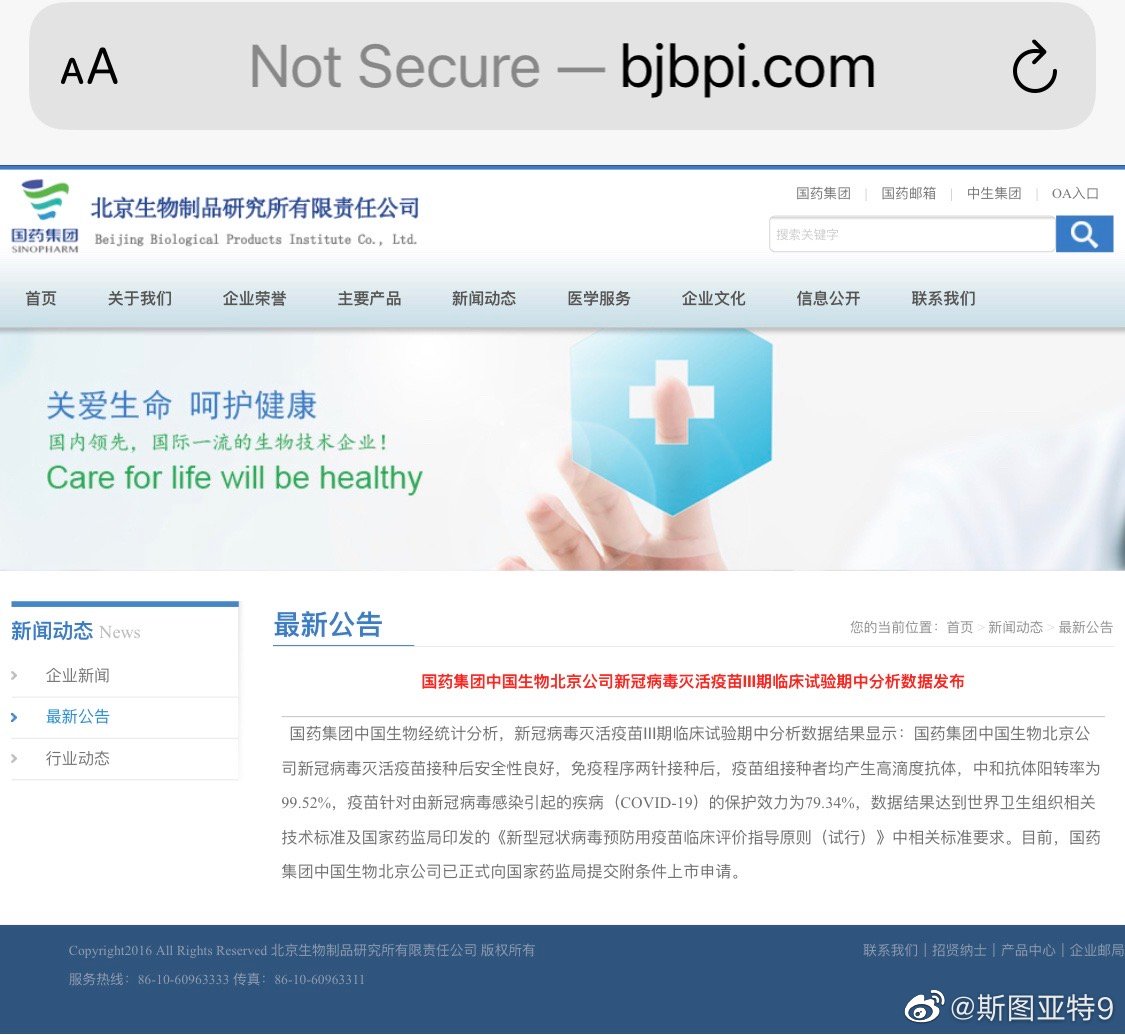 AA Not Secure — bjbpi.com
国药集团
SINOPHARM
北京生物制品研究所有限责任公司
Beijing Biological Products Institute Co., Ltd.
国药集团 | 国药邮箱 | 中生集团 | OA入口
搜索关键字
首页 关于我们 企业荣誉 主要产品 新闻动态 医学服务 企业文化 信息公开 联系我们
关爱生命 呵护健康
国内领先，国际一流的生物技术企业！
Care for life will be healthy
新闻动态 News
企业新闻
最新公告
行业动态
最新公告
您的当前位置：首页 > 新闻动态 > 最新公告
国药集团中国生物北京公司新冠病毒灭活疫苗III期临床试验期中分析数据发布
国药集团中国生物经统计分析，新冠病毒灭活疫苗III期临床试验期中分析数据结果显示：国药集团中国生物北京公
司新冠病毒灭活疫苗接种后安全性良好，免疫程序两针接种后，疫苗组接种者均产生高滴度抗体，中和抗体阳转率为
99.52%，疫苗针对由新冠病毒感染引起的疾病（COVID-19）的保护效力为79.34%，数据结果达到世界卫生组织相关
技术标准及国家药监局印发的《新型冠状病毒预防用疫苗临床评价指导原则（试行）》中相关标准要求。目前，国药
集团中国生物北京公司已正式向国家药监局提交附条件上市申请。
Copyright2016 All Rights Reserved 北京生物制品研究所有限责任公司 版权所有
服务热线：86-10-60963333 传真：86-10-60963311
联系我们 | 招贤纳士 | 产品中心 | 企业邮局
@斯图亚特9